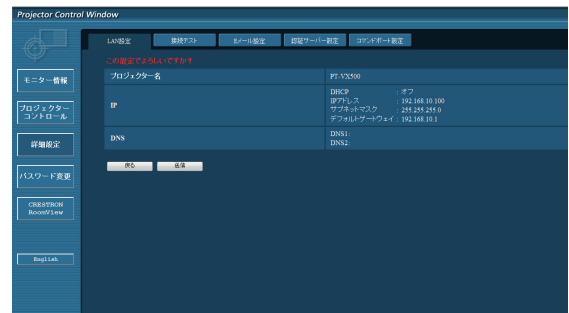 Projector Control Window
LAN設定
接続テスト
Eメール設定
認証サーバー設定
コマンドポート設定
この設定でよろしいですか?
モニター情報
プロジェクター
コントロール
詳細設定
パスワード変更
CRESTRON
RoomView
English
プロジェクター名 PT-VX500
IP
DHCP : オフ
IPアドレス : 192.168.10.100
サブネットマスク : 255.255.255.0
デフォルトゲートウェイ : 192.168.10.1
DNS
DNS1:
DNS2:
戻る
送信